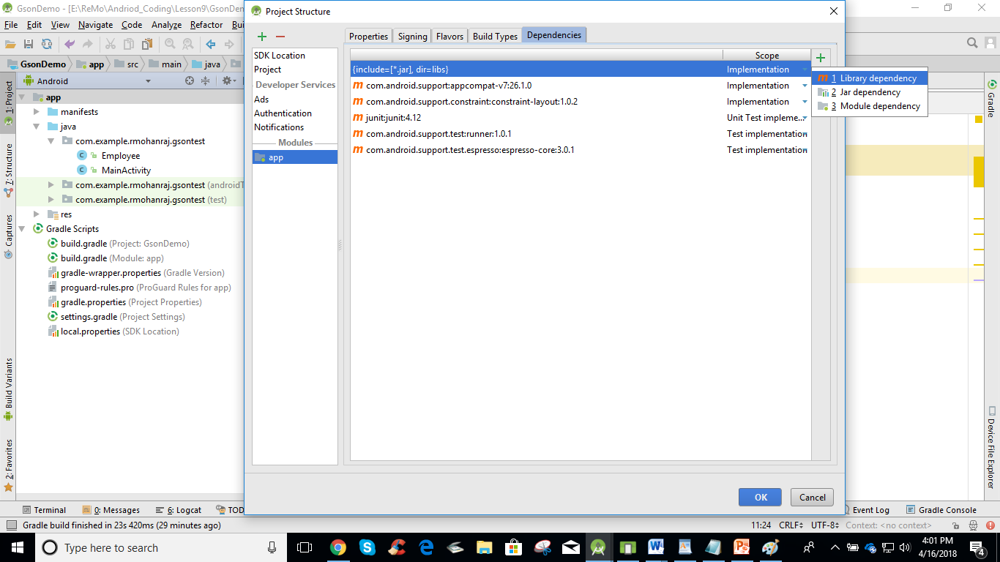 GsonDemo - [E:\ReMo\Andriod_Coding\Lesson9\GsonDem
File Edit View Navigate Code Analyze Refactor Bui
GsonDemo app src main java
1: Project
7: Structure
Captures
Build Variants
2: Favorites
Android
app
manifests
java
com.example.rmohanraj.gsontest
Employee
MainActivity
com.example.rmohanraj.gsontest (androidT
com.example.rmohanraj.gsontest (test)
res
Gradle Scripts
build.gradle (Project: GsonDemo)
build.gradle (Module: app)
gradle-wrapper.properties (Gradle Version)
proguard-rules.pro (ProGuard Rules for app)
gradle.properties (Project Properties)
settings.gradle (Project Settings)
local.properties (SDK Location)
Project Structure
SDK Location
Project
Developer Services
Ads
Authentication
Notifications
Modules
app
Properties Signing Flavors Build Types Dependencies
Scope
{include=[*.jar], dir=libs} Implementation
com.android.support:appcompat-v7:26.1.0 Implementation
com.android.support.constraint:constraint-layout:1.0.2 Implementation
junit:junit:4.12 Unit Test impleme...
com.android.support.test:runner:1.0.1 Test implementation
com.android.support.test.espresso:espresso-core:3.0.1 Test implementation
1 Library dependency
2 Jar dependency
3 Module dependency
OK Cancel
Gradle
Device File Explorer
Terminal 0: Messages 6: Logcat TOD
Event Log Gradle Console
Gradle build finished in 23s 420ms (29 minutes ago)
11:24 CRLF UTF-8 Context: <no context>
Type here to search
4:01 PM
4/16/2018
4